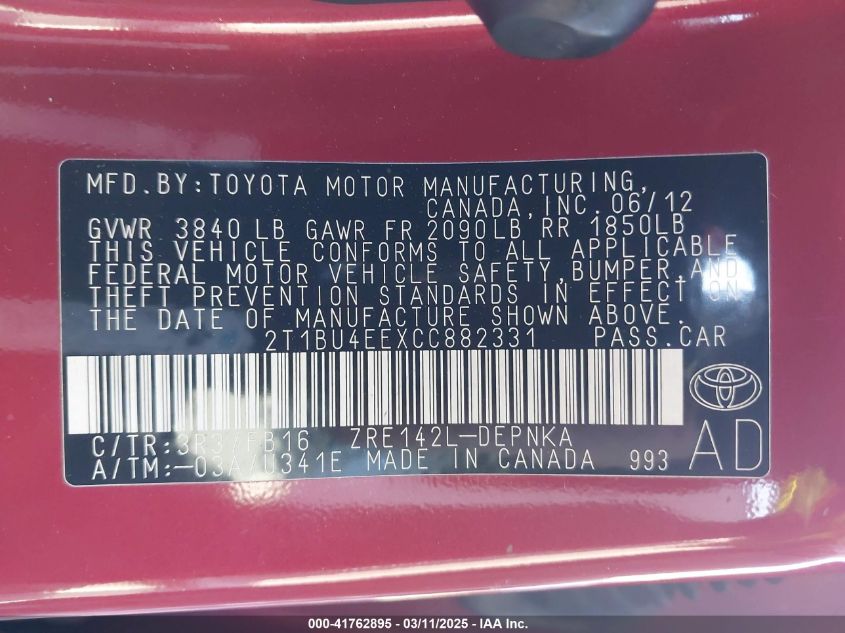 MFD.BY:TOYOTA MOTOR MANUFACTURING,
CANADA,INC. 06/12
GVWR 3840 LB GAWR FR 2090LB RR 1850LB
THIS VEHICLE CONFORMS TO ALL APPLICABLE
FEDERAL MOTOR VEHICLE SAFETY,BUMPER,AND
THEFT PREVENTION STANDARDS IN EFFECT ON
THE DATE OF MANUFACTURE SHOWN ABOVE.
2T1BU4EEXCC882331 PASS.CAR
C/TR:3R3/FB16 ZRE142L-DEPNKA
A/TM:-03A/U341E MADE IN CANADA 993 AD
000-41762895 - 03/11/2025 - IAA Inc.